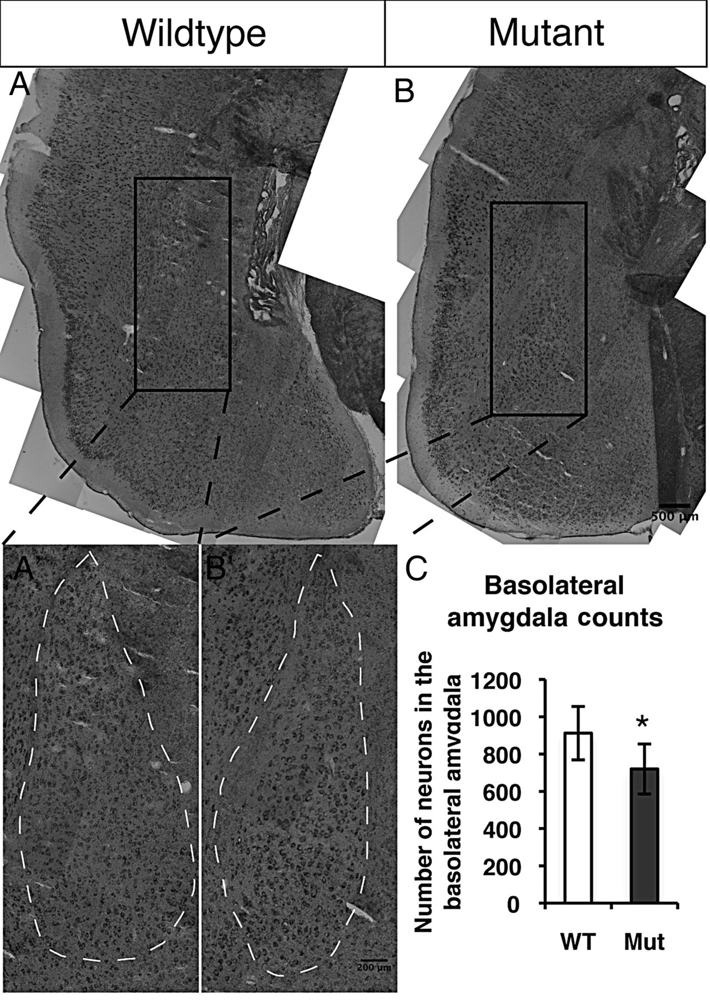 Wildtype
Mutant
A
B
500 µm
A'
B'
200 µm
C
Basolateral
amygdala counts
Number of neurons in the
basolateral amygdala
1200
1000
800
600
400
200
0
*
WT
Mut